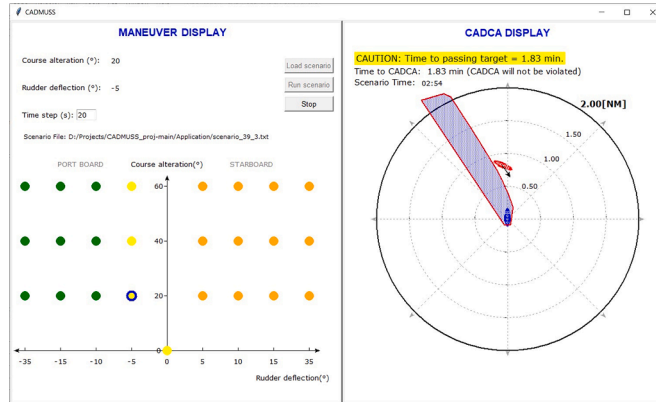 CADMUSS
MANEUVER DISPLAY
Course alteration (°): 20
Rudder deflection (°): -5
Time step (s): 20
Load scenario
Run scenario
Stop
Scenario File: D:/Projects/CADMUSS_proj-main/Application/scenario_39_3.txt
PORT BOARD Course alteration(°) STARBOARD
60
40
20
0
-35 -15 -10 -5 0 5 10 15 35
Rudder deflection(°)
CADCA DISPLAY
CAUTION: Time to passing target = 1.83 min.
Time to CADCA: 1.83 min (CADCA will not be violated)
Scenario Time: 02:54
2.00[NM]
1.50
1.00
0.50